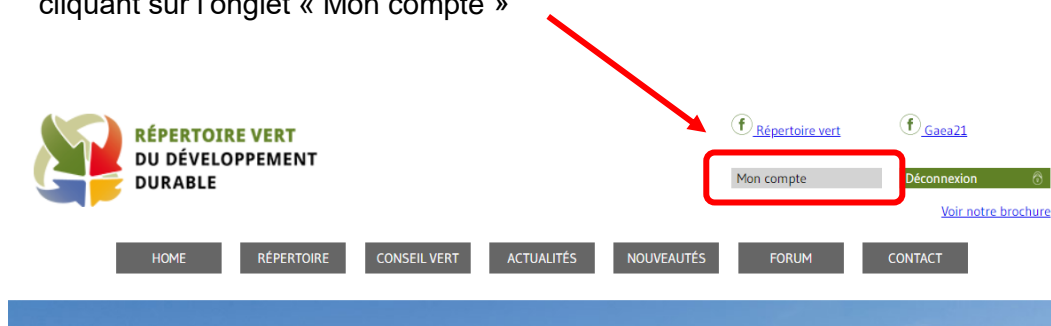 cliquant sur l'onglet « Mon compte »
RÉPERTOIRE VERT
DU DÉVELOPPEMENT
DURABLE
f Répertoire vert
f Gaea21
Mon compte
Déconnexion
Voir notre brochure
HOME RÉPERTOIRE CONSEIL VERT ACTUALITÉS NOUVEAUTÉS FORUM CONTACT